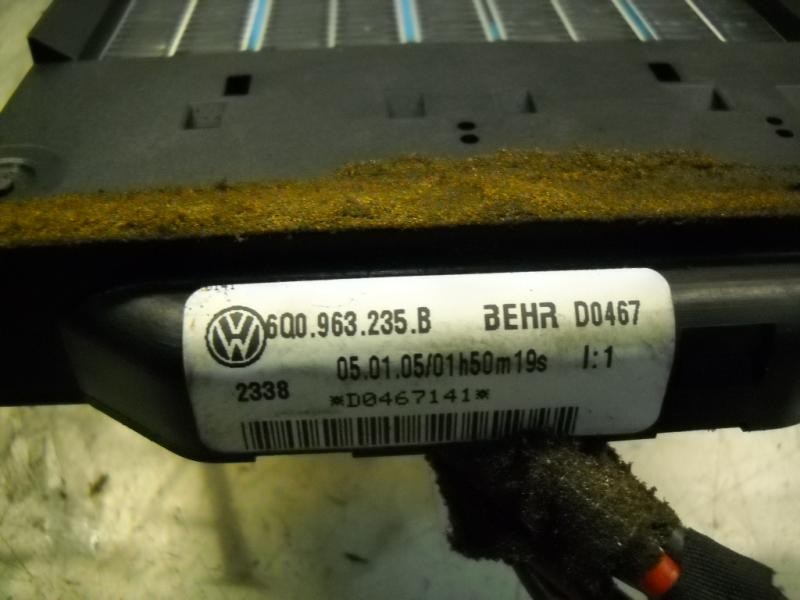 6Q0.963.235.B BEHR D0467
05.01.05/01h50m19s I:1
2338 *D0467141*